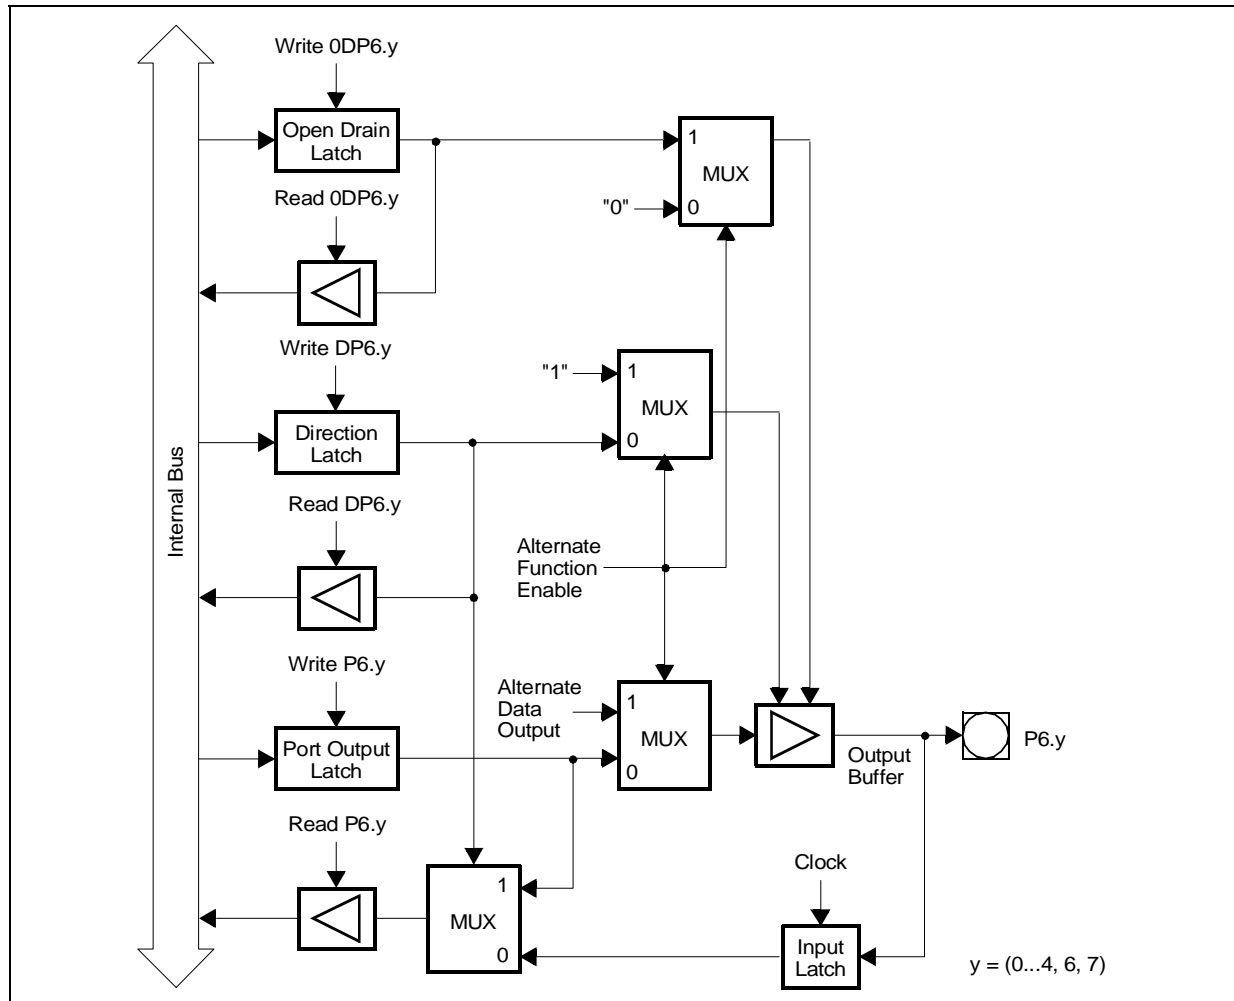 Write 0DP6.y
Open Drain
Latch
1
MUX
"0"
0
Read 0DP6.y
Write DP6.y
"1"
1
MUX
0
Direction
Latch
Internal Bus
Read DP6.y
Alternate
Function
Enable
Write P6.y
Alternate
Data
Output
1
MUX
0
Port Output
Latch
Output
Buffer
P6.y
Read P6.y
Clock
1
MUX
0
Input
Latch
y = (0...4, 6, 7)